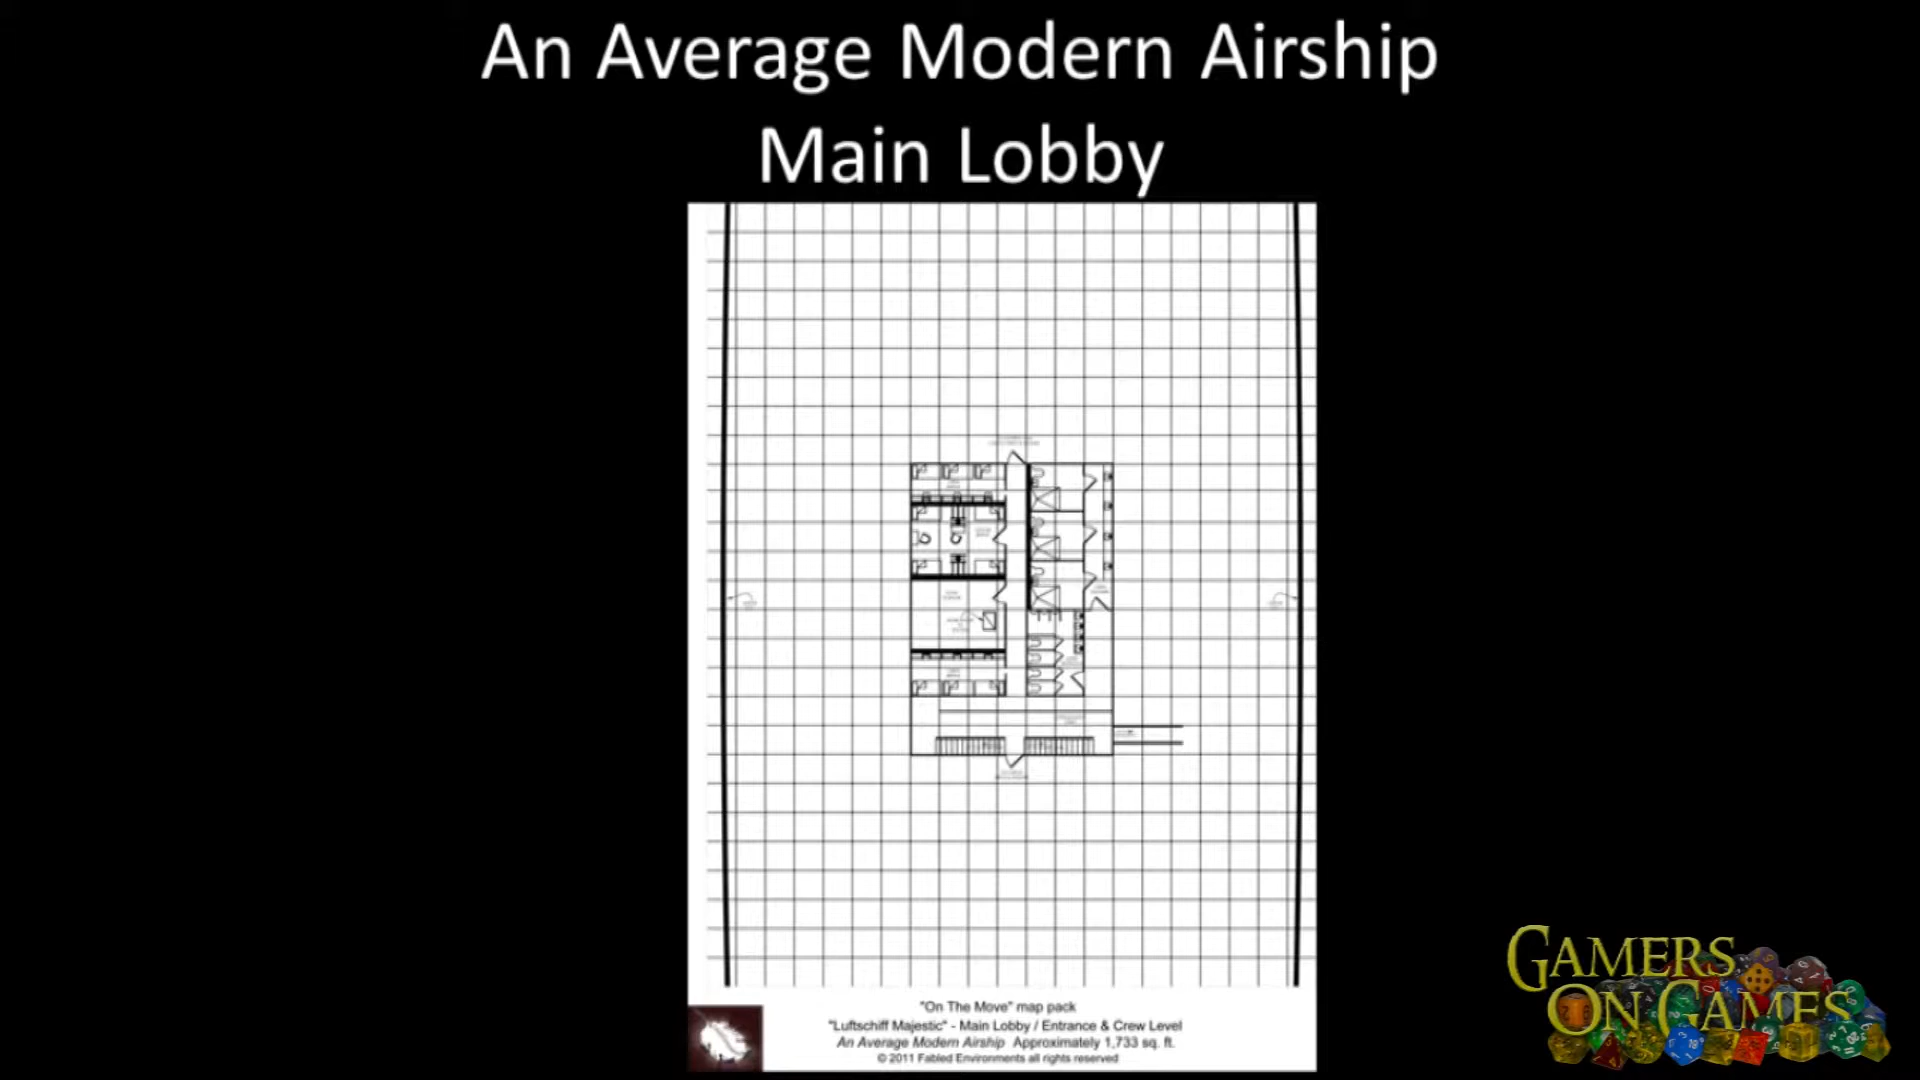 An Average Modern Airship
Main Lobby
"On The Move" map pack
"Luftschiff Majestic" - Main Lobby / Entrance & Crew Level
An Average Modern Airship Approximately 1,733 sq. ft.
© 2011 Fabled Environments all rights reserved
GAMERS
ON GAMES